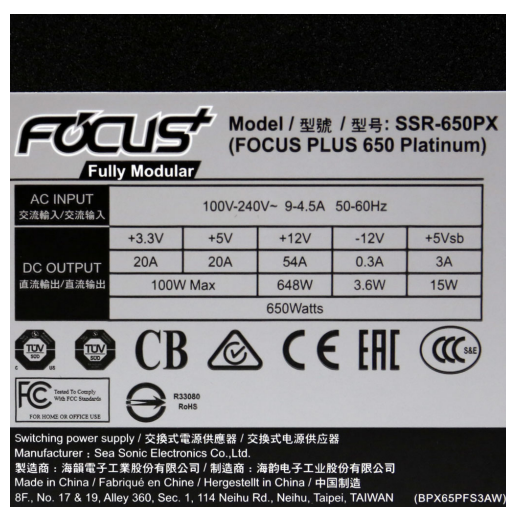 FOCUS+
Fully Modular
Model / 型號 / 型号: SSR-650PX
(FOCUS PLUS 650 Platinum)
AC INPUT
交流輸入/交流输入
100V-240V~ 9-4.5A 50-60Hz
DC OUTPUT
直流輸出/直流输出
+3.3V +5V +12V -12V +5Vsb
20A 20A 54A 0.3A 3A
100W Max 648W 3.6W 15W
650Watts
TÜV SÜD
C US
TÜV SÜD
CB
CE
EAC
CCC S&E
FC Tested To Comply
With FCC Standards
FOR HOME OR OFFICE USE
R33080
RoHS
Switching power supply / 交換式電源供應器 / 交换式电源供应器
Manufacturer : Sea Sonic Electronics Co.,Ltd.
製造商 : 海韻電子工業股份有限公司 / 制造商 : 海韵电子工业股份有限公司
Made in China / Fabriqué en Chine / Hergestellt in China / 中国制造
8F., No. 17 & 19, Alley 360, Sec. 1, 114 Neihu Rd., Neihu, Taipei, TAIWAN (BPX65PFS3AW)